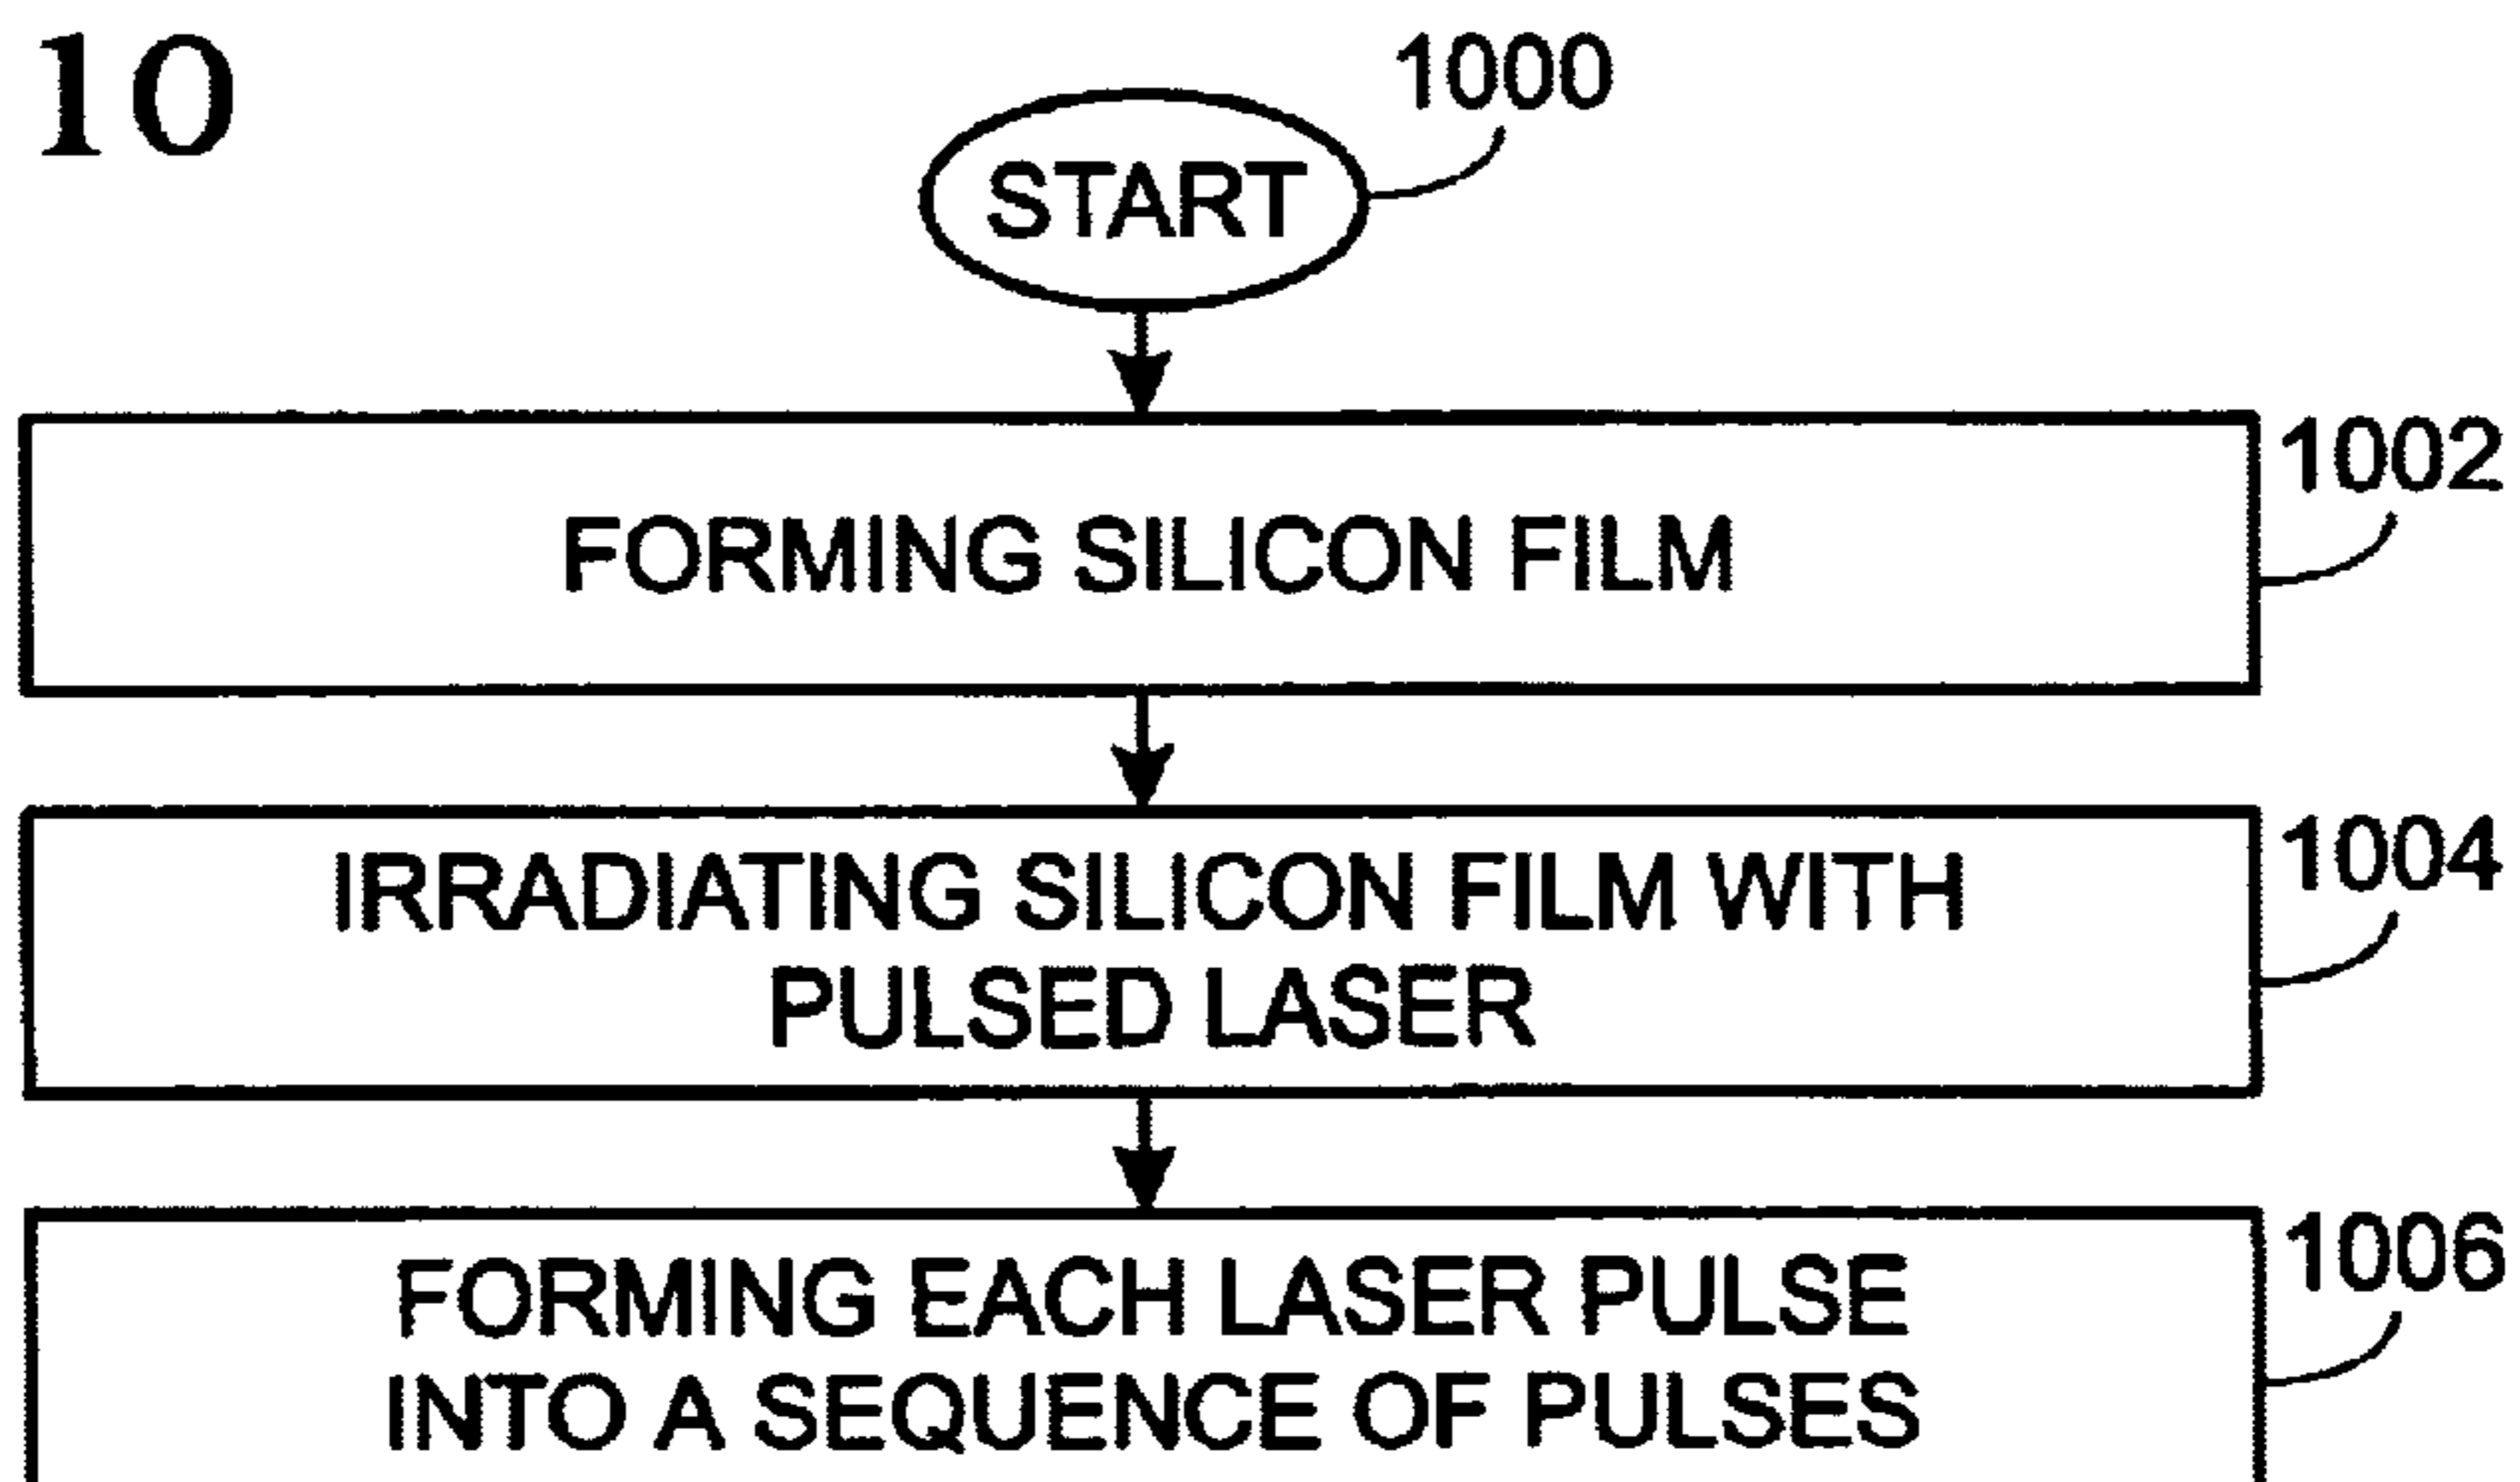 10
1000
START
1002
FORMING SILICON FILM
1004
IRRADIATING SILICON FILM WITH
PULSED LASER
1006
FORMING EACH LASER PULSE
INTO A SEQUENCE OF PULSES